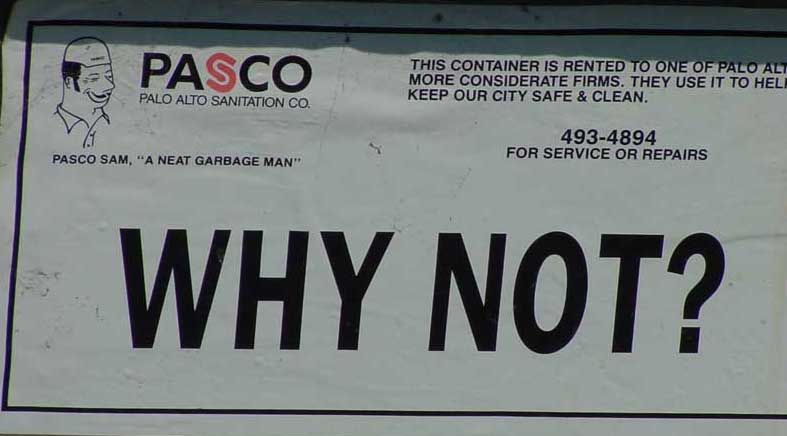 PASCO
PALO ALTO SANITATION CO.
PASCO SAM, "A NEAT GARBAGE MAN"
THIS CONTAINER IS RENTED TO ONE OF PALO
MORE CONSIDERATE FIRMS. THEY USE IT TO
KEEP OUR CITY SAFE & CLEAN.
493-4894
FOR SERVICE OR REPAIRS
WHY NOT?